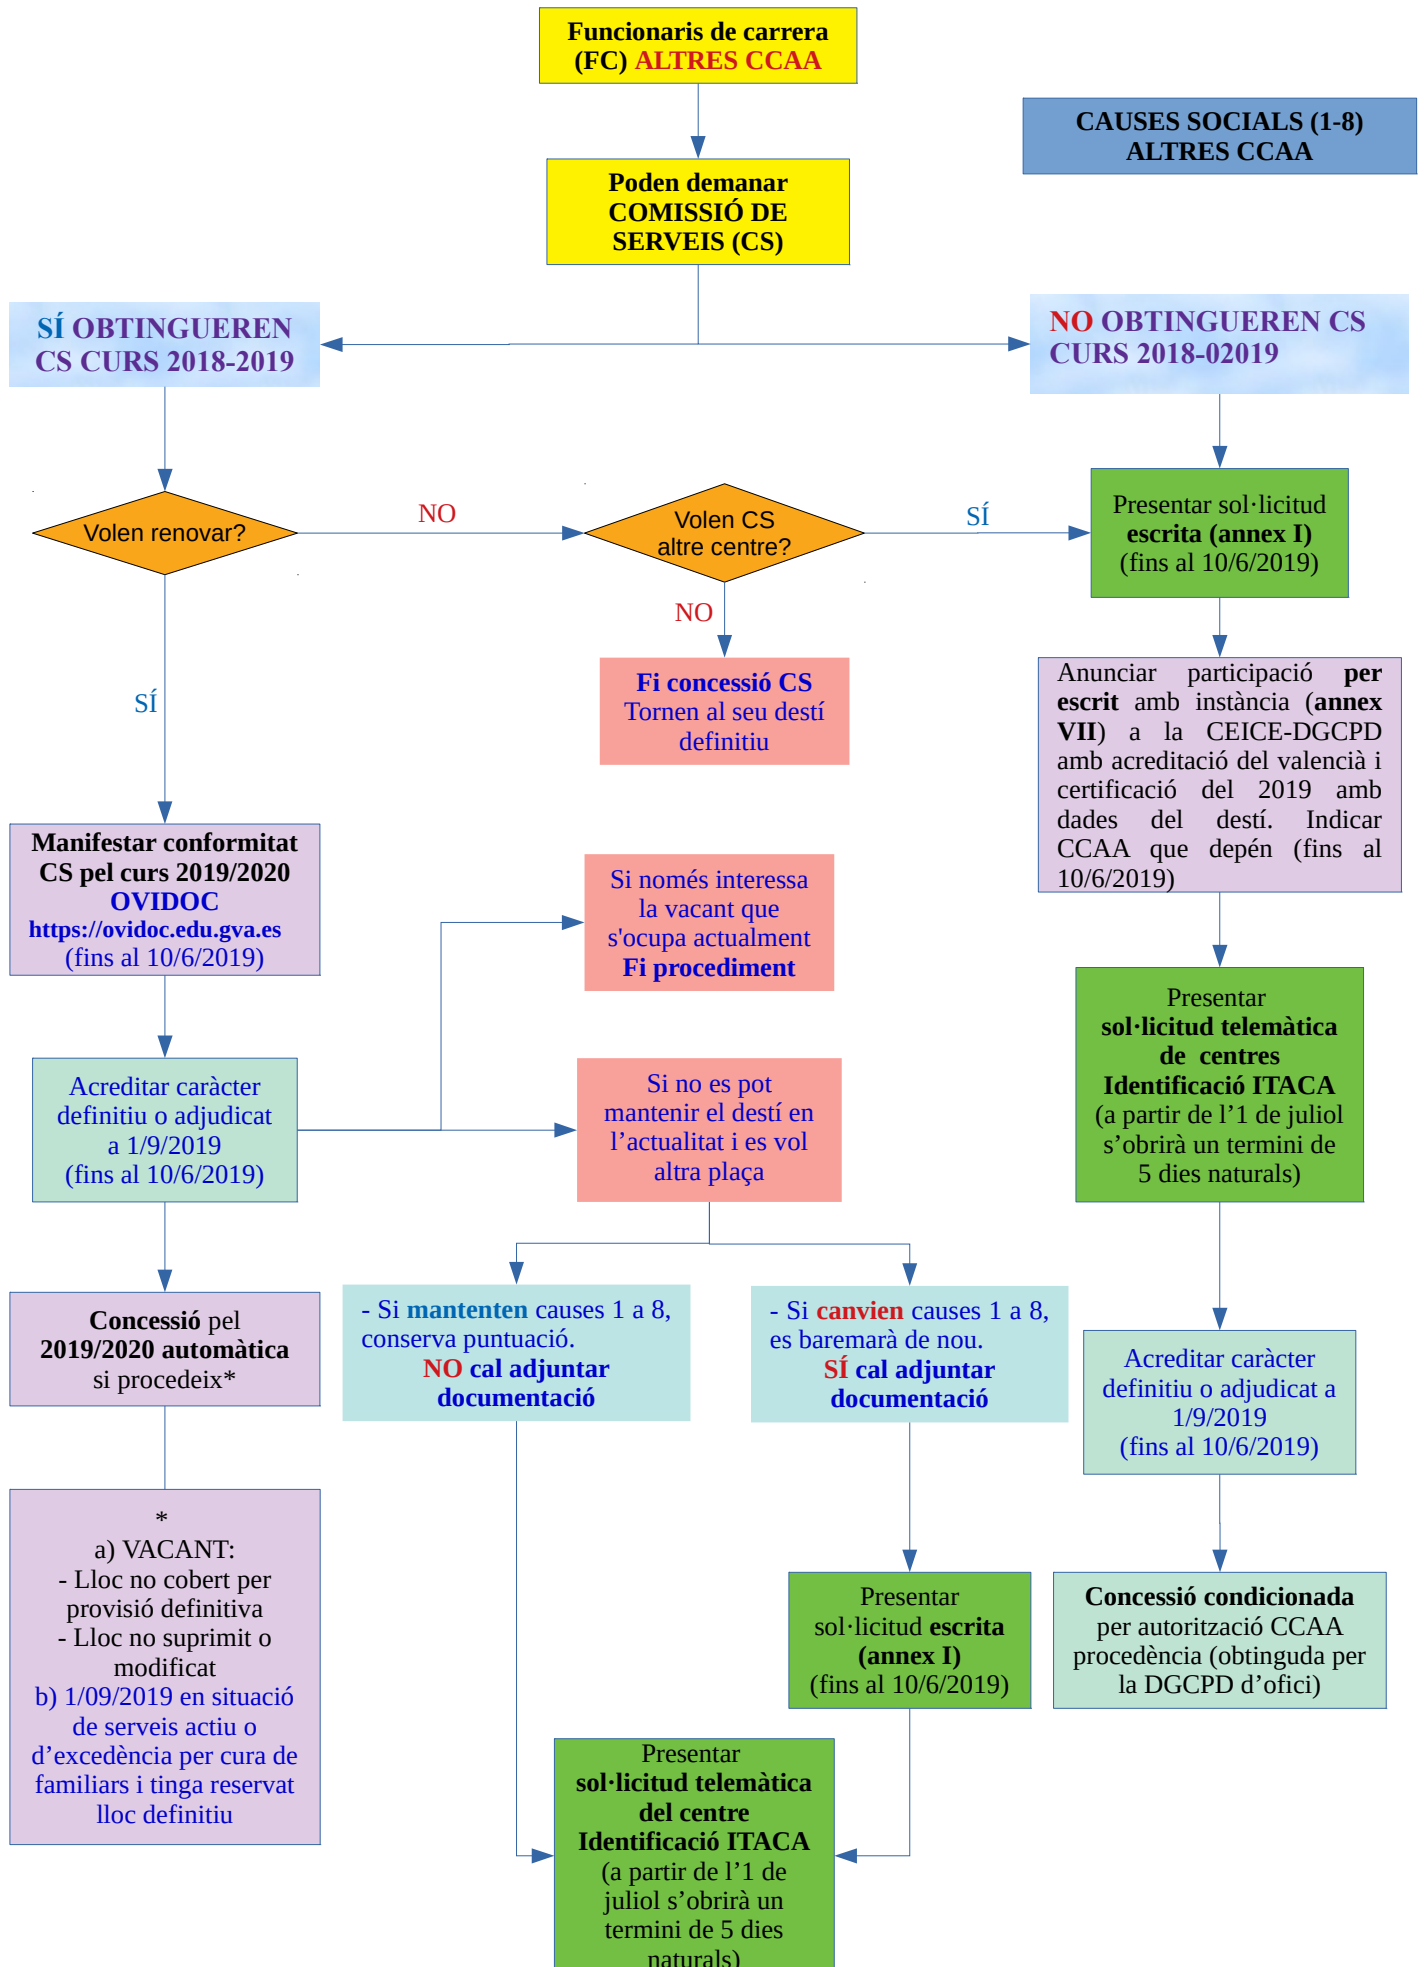 Funcionaris de carrera
(FC) ALTRES CCAA
CAUSES SOCIALS (1-8)
ALTRES CCAA
Poden demanar
COMISSIÓ DE
SERVEIS (CS)
SÍ OBTINGUEREN
CS CURS 2018-2019
NO OBTINGUEREN CS
CURS 2018-02019
Volen renovar?
NO
Volen CS
altre centre?
SÍ
Presentar sol·licitud
escrita (annex I)
(fins al 10/6/2019)
NO
Fi concessió CS
Tornen al seu destí
definitiu
SÍ
Anunciar participació per
escrit amb instància (annex
VII) a la CEICE-DGCPD
amb acreditació del valencià i
certificació del 2019 amb
dades del destí. Indicar
CCAA que depén (fins al
10/6/2019)
Manifestar conformitat
CS pel curs 2019/2020
OVIDOC
https://ovidoc.edu.gva.es
(fins al 10/6/2019)
Si només interessa
la vacant que
s'ocupa actualment
Fi procediment
Presentar
sol·licitud telemàtica
de centres
Identificació ITACA
(a partir de l’1 de juliol
s’obrirà un termini de
5 dies naturals)
Acreditar caràcter
definitiu o adjudicat
a 1/9/2019
(fins al 10/6/2019)
Si no es pot
mantenir el destí en
l’actualitat i es vol
altra plaça
Concessió pel
2019/2020 automàtica
si procedeix*
- Si mantenten causes 1 a 8,
conserva puntuació.
NO cal adjuntar
documentació
- Si canvien causes 1 a 8,
es baremarà de nou.
SÍ cal adjuntar
documentació
Acreditar caràcter
definitiu o adjudicat a
1/9/2019
(fins al 10/6/2019)
*
a) VACANT:
- Lloc no cobert per
provisió definitiva
- Lloc no suprimit o
modificat
b) 1/09/2019 en situació
de serveis actiu o
d’excedència per cura de
familiars i tinga reservat
lloc definitiu
Presentar
sol·licitud escrita
(annex I)
(fins al 10/6/2019)
Concessió condicionada
per autorització CCAA
procedència (obtinguda per
la DGCPD d’ofici)
Presentar
sol·licitud telemàtica
del centre
Identificació ITACA
(a partir de l’1 de
juliol s’obrirà un
termini de 5 dies
naturals)